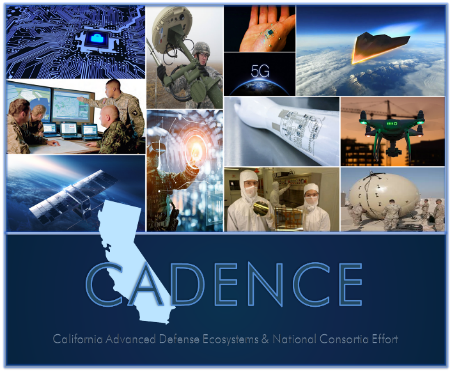 5G
CADENCE
California Advanced Defense Ecosystems & National Consortia Effort